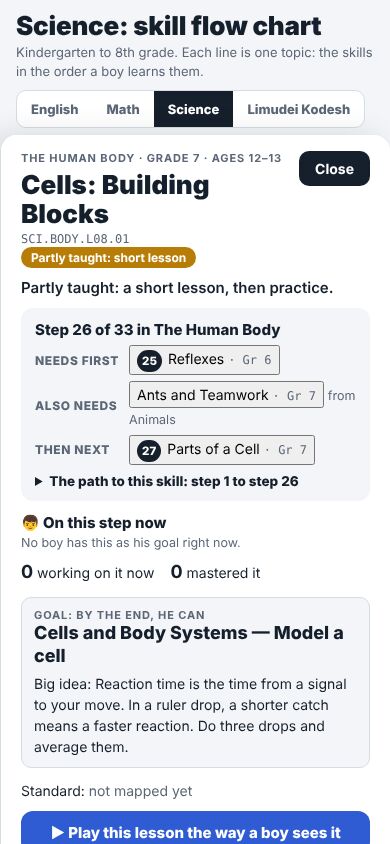 Science: skill flow chart
Kindergarten to 8th grade. Each line is one topic: the skills
in the order a boy learns them.
English Math Science Limudei Kodesh
THE HUMAN BODY · GRADE 7 · AGES 12–13
Close
Cells: Building
Blocks
SCI.BODY.L08.01
Partly taught: short lesson
Partly taught: a short lesson, then practice.
Step 26 of 33 in The Human Body
NEEDS FIRST 25 Reflexes · Gr 6
ALSO NEEDS Ants and Teamwork · Gr 7 from
Animals
THEN NEXT 27 Parts of a Cell · Gr 7
▶ The path to this skill: step 1 to step 26
👦 On this step now
No boy has this as his goal right now.
0 working on it now 0 mastered it
GOAL: BY THE END, HE CAN
Cells and Body Systems — Model a
cell
Big idea: Reaction time is the time from a signal
to your move. In a ruler drop, a shorter catch
means a faster reaction. Do three drops and
average them.
Standard: not mapped yet
▶ Play this lesson the way a boy sees it